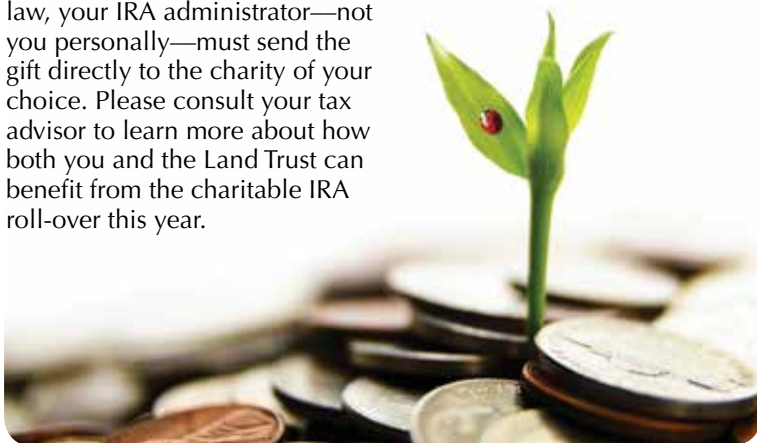 law, your IRA administrator—not
you personally—must send the
gift directly to the charity of your
choice. Please consult your tax
advisor to learn more about how
both you and the Land Trust can
benefit from the charitable IRA
roll-over this year.